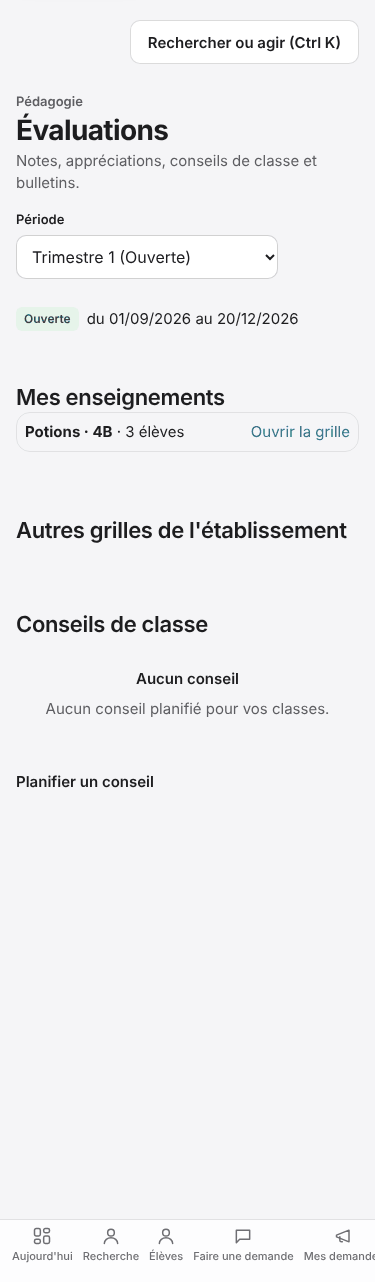 Rechercher ou agir (Ctrl K)
Pédagogie
Évaluations
Notes, appréciations, conseils de classe et
bulletins.
Période
Trimestre 1 (Ouverte)
Ouverte du 01/09/2026 au 20/12/2026
Mes enseignements
Potions · 4B · 3 élèves Ouvrir la grille
Autres grilles de l'établissement
Conseils de classe
Aucun conseil
Aucun conseil planifié pour vos classes.
Planifier un conseil
Aujourd'hui Recherche Élèves Faire une demande Mes demande